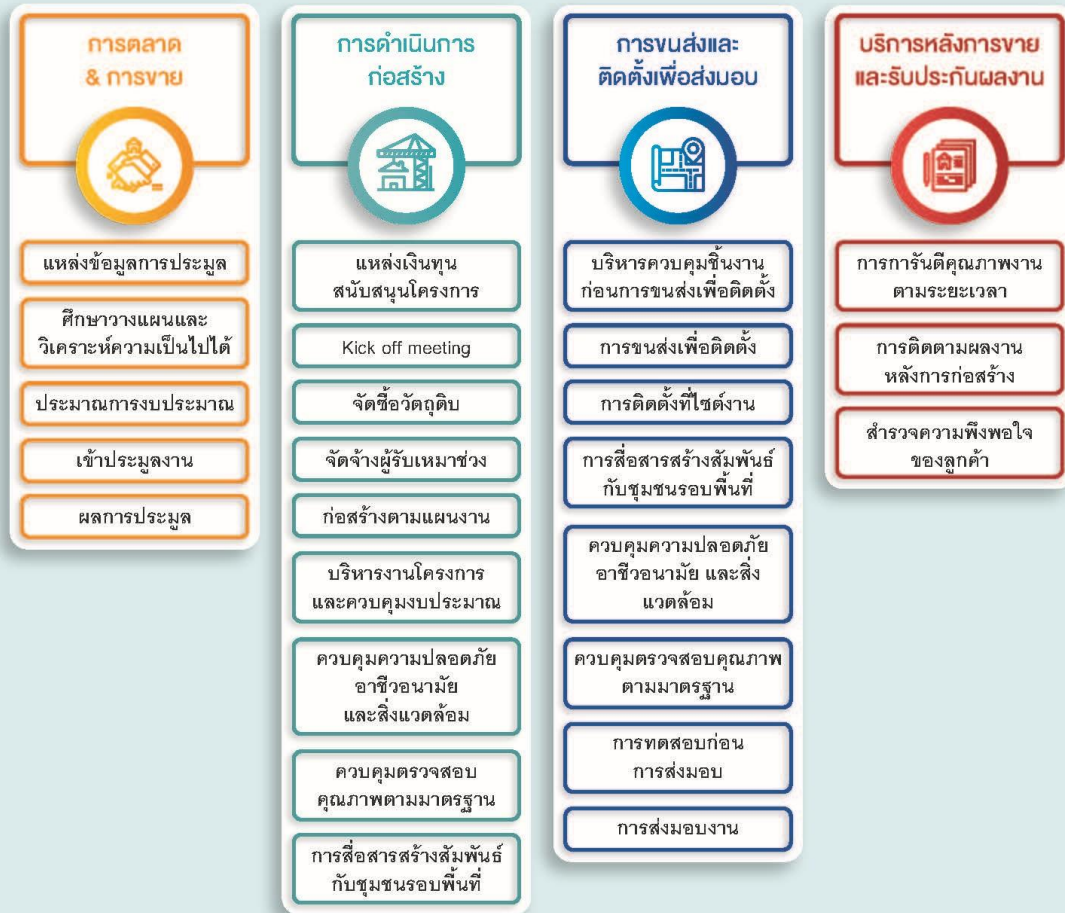 การตลาด
& การขาย
แหล่งข้อมูลการประมูล
ศึกษาวางแผนและ
วิเคราะห์ความเป็นไปได้
ประมาณการงบประมาณ
เข้าประมูลงาน
ผลการประมูล
การดำเนินการ
ก่อสร้าง
แหล่งเงินทุน
สนับสนุนโครงการ
Kick off meeting
จัดซื้อวัตถุดิบ
จัดจ้างผู้รับเหมาช่วง
ก่อสร้างตามแผนงาน
บริหารงานโครงการ
และควบคุมงบประมาณ
ควบคุมความปลอดภัย
อาชีวอนามัย
และสิ่งแวดล้อม
ควบคุมตรวจสอบ
คุณภาพตามมาตรฐาน
การสื่อสารสร้างสัมพันธ์
กับชุมชนรอบพื้นที่
การขนส่งและ
ติดตั้งเพื่อส่งมอบ
บริหารควบคุมชิ้นงาน
ก่อนการขนส่งเพื่อติดตั้ง
การขนส่งเพื่อติดตั้ง
การติดตั้งที่ไซต์งาน
การสื่อสารสร้างสัมพันธ์
กับชุมชนรอบพื้นที่
ควบคุมความปลอดภัย
อาชีวอนามัย และสิ่ง
แวดล้อม
ควบคุมตรวจสอบคุณภาพ
ตามมาตรฐาน
การทดสอบก่อน
การส่งมอบ
การส่งมอบงาน
บริการหลังการขาย
และรับประกันผลงาน
การการันตีคุณภาพงาน
ตามระยะเวลา
การติดตามผลงาน
หลังการก่อสร้าง
สำรวจความพึงพอใจ
ของลูกค้า